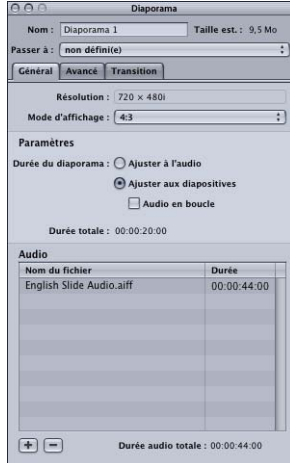 Diaporama
Nom : Diaporama 1 Taille est. : 9,5 Mo
Passer à : non défini(e)
Général Avancé Transition
Résolution : 720 × 480i
Mode d'affichage : 4:3
Paramètres
Durée du diaporama : Ajuster à l'audio
Ajuster aux diapositives
Audio en boucle
Durée totale : 00:00:20:00
Audio
Nom du fichier Durée
English Slide Audio.aiff 00:00:44:00
Durée audio totale : 00:00:44:00